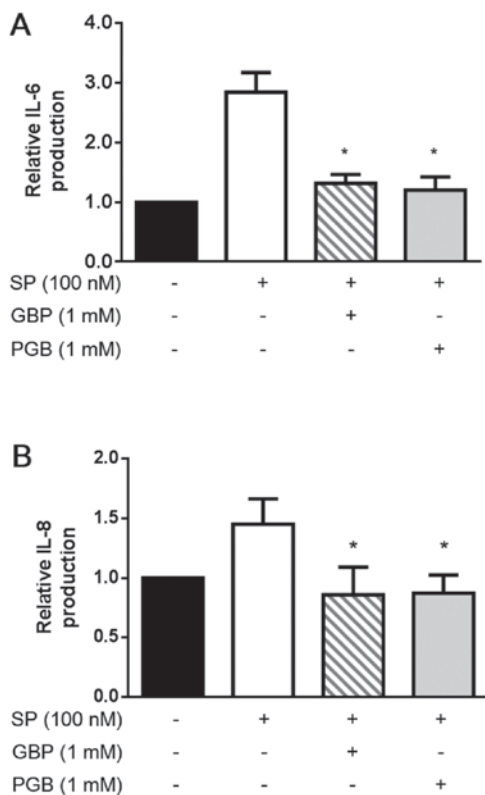 A
Relative IL-6
production
4.0
3.0
2.0
1.0
0.0
* *
SP (100 nM) - + + +
GBP (1 mM) - - + -
PGB (1 mM) - - - +
B
Relative IL-8
production
2.0
1.5
1.0
0.5
0.0
* *
SP (100 nM) - + + +
GBP (1 mM) - - + -
PGB (1 mM) - - - +